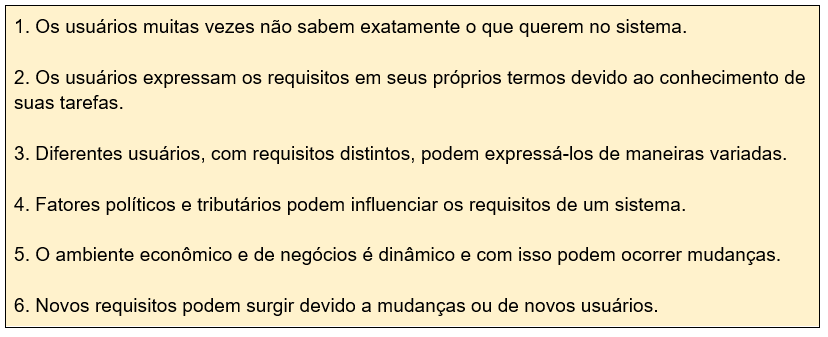 1. Os usuários muitas vezes não sabem exatamente o que querem no sistema.
2. Os usuários expressam os requisitos em seus próprios termos devido ao conhecimento de
suas tarefas.
3. Diferentes usuários, com requisitos distintos, podem expressá-los de maneiras variadas.
4. Fatores políticos e tributários podem influenciar os requisitos de um sistema.
5. O ambiente econômico e de negócios é dinâmico e com isso podem ocorrer mudanças.
6. Novos requisitos podem surgir devido a mudanças ou de novos usuários.